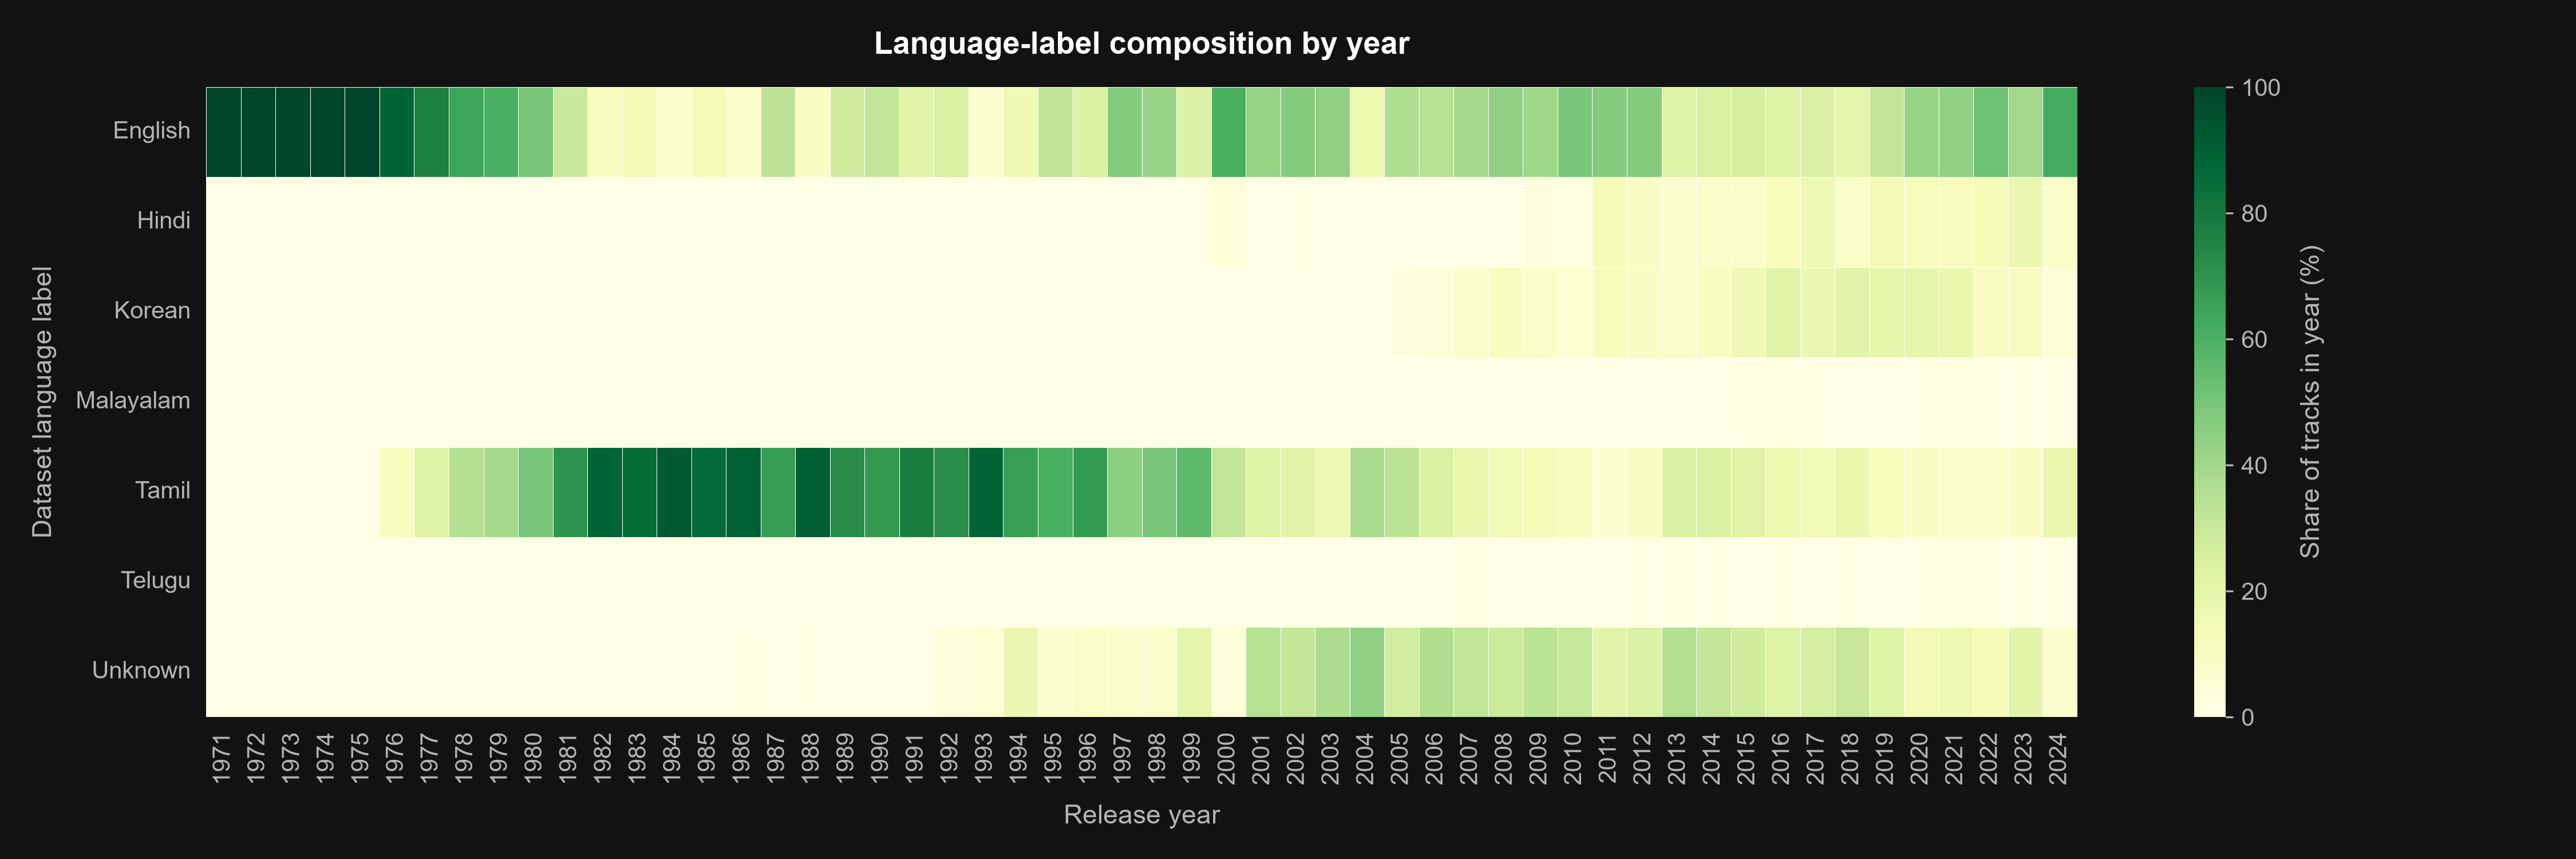 Language-label composition by year
Dataset language label
English
Hindi
Korean
Malayalam
Tamil
Telugu
Unknown
1971 1972 1973 1974 1975 1976 1977 1978 1979 1980 1981 1982 1983 1984 1985 1986 1987 1988 1989 1990 1991 1992 1993 1994 1995 1996 1997 1998 1999 2000 2001 2002 2003 2004 2005 2006 2007 2008 2009 2010 2011 2012 2013 2014 2015 2016 2017 2018 2019 2020 2021 2022 2023 2024
Release year
100
80
60
40
20
0
Share of tracks in year (%)